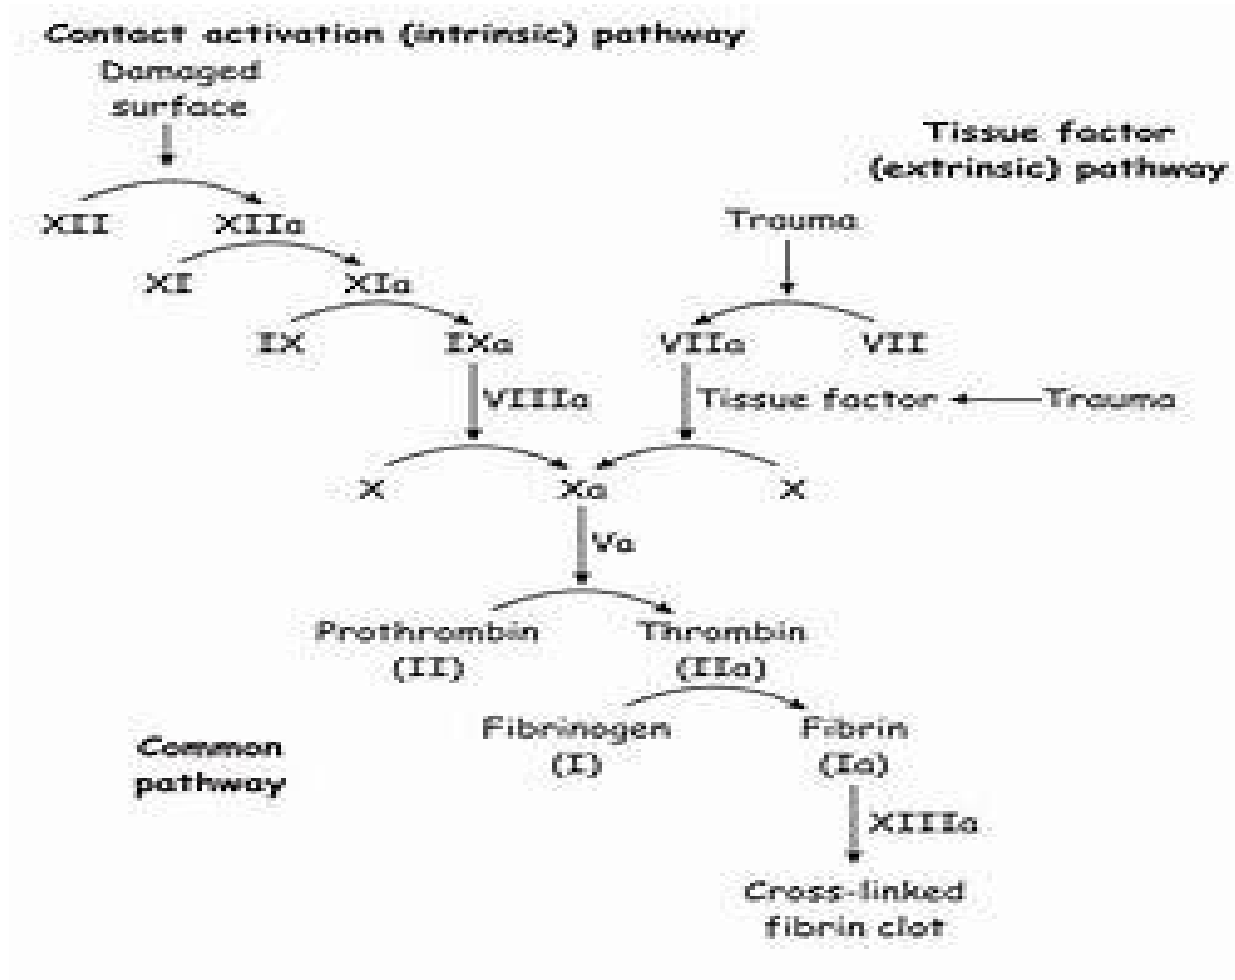 Contact activation (intrinsic) pathway
Damaged
surface
Tissue factor
(extrinsic) pathway
XII
XIIa
Trauma
XI
XIa
IX
IXa
VIIa
VII
VIIIa
Tissue factor
Trauma
X
Xa
X
Va
Prothrombin
(II)
Thrombin
(IIa)
Fibrinogen
(I)
Fibrin
(Ia)
Common
pathway
XIIIa
Cross-linked
fibrin clot